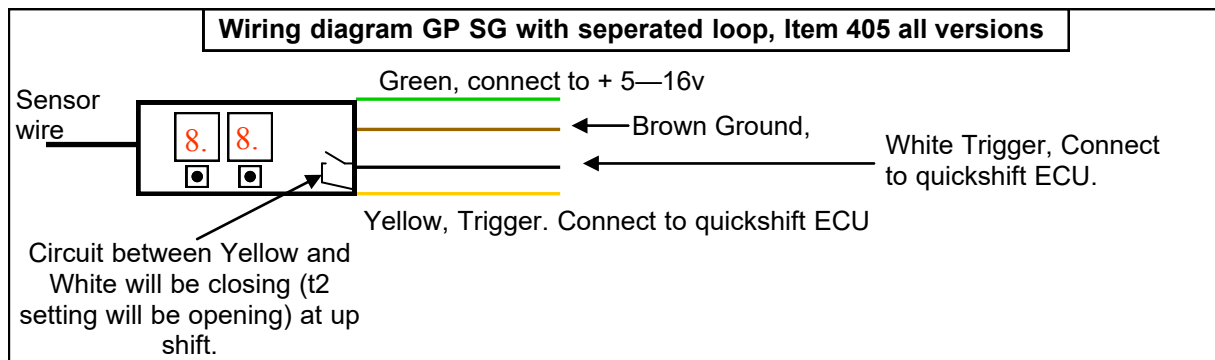 Wiring diagram GP SG with seperated loop, Item 405 all versions
Green, connect to + 5—16v
Sensor
wire
8. 8.
Brown Ground,
White Trigger, Connect
to quickshift ECU.
Yellow, Trigger. Connect to quickshift ECU
Circuit between Yellow and
White will be closing (t2
setting will be opening) at up
shift.